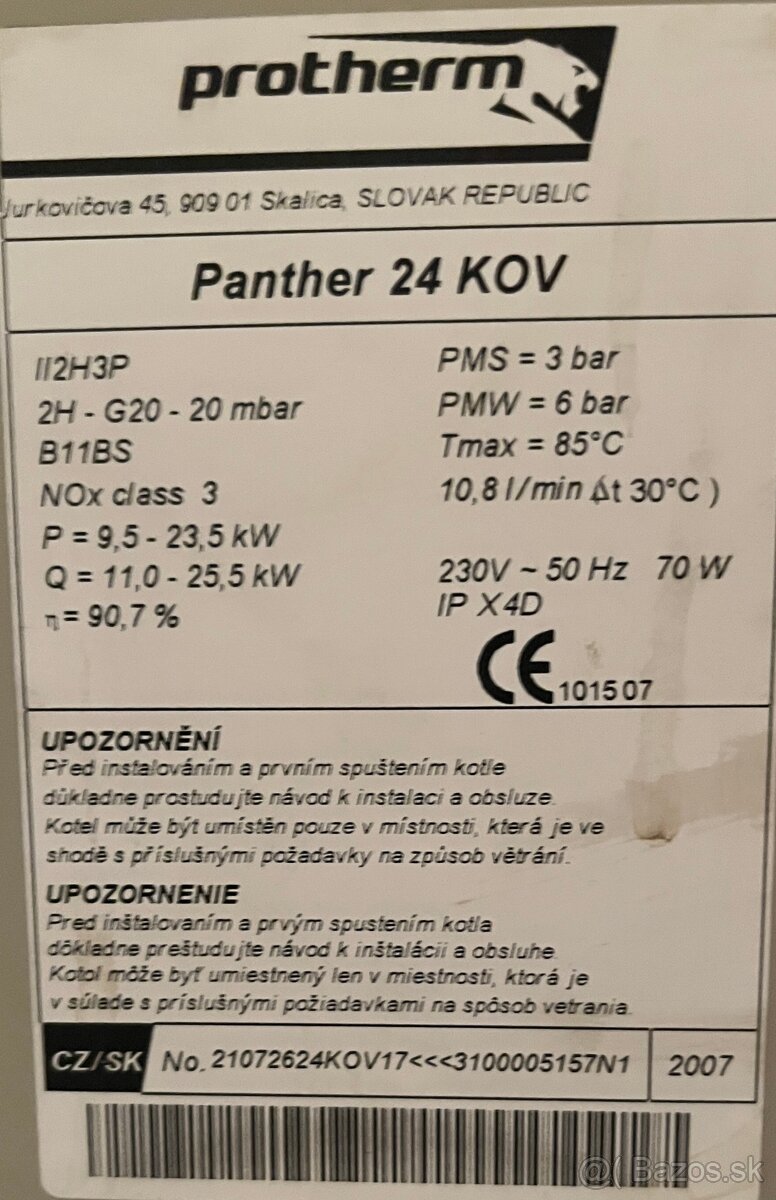 protherm
Jurkovičova 45, 909 01 Skalica, SLOVAK REPUBLIC
Panther 24 KOV
II2H3P
2H - G20 - 20 mbar
B11BS
NOx class 3
P = 9,5 - 23,5 kW
Q = 11,0 - 25,5 kW
η = 90,7 %
PMS = 3 bar
PMW = 6 bar
Tmax = 85°C
10,8 l/min Δt 30°C )
230V ~ 50 Hz 70 W
IP X4D
CE 1015 07
UPOZORNĚNÍ
Před instalováním a prvním spuštením kotle
důkladne prostudujte návod k instalaci a obsluze.
Kotel může být umístěn pouze v místnosti, která je ve
shodě s příslušnými požadavky na způsob větrání.
UPOZORNENIE
Pred inštalovaním a prvým spustením kotla
dôkladne preštudujte návod k inštalácii a obsluhe.
Kotol môže byť umiestnený len v miestnosti, ktorá je
v súlade s príslušnými požiadavkami na spôsob vetrania.
CZ/SK No. 21072624KOV17<<<3100005157N1 2007
@( Bazos.sk